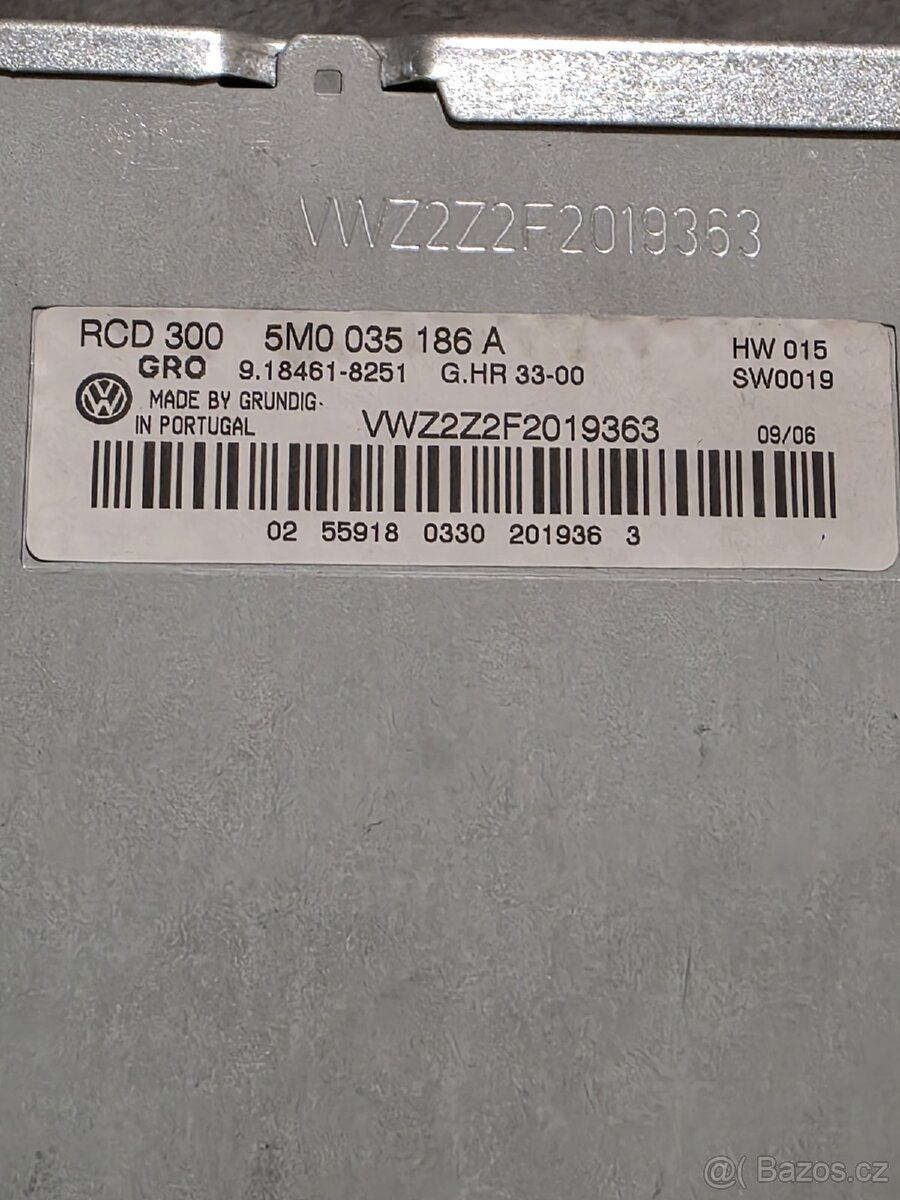 VWZ2Z2F2019363
RCD 300 5M0 035 186 A HW 015
GRO 9.18461-8251 G.HR 33-00 SW0019
MADE BY GRUNDIG
IN PORTUGAL VWZ2Z2F2019363 09/06
02 55918 0330 201936 3
@( Bazos.cz